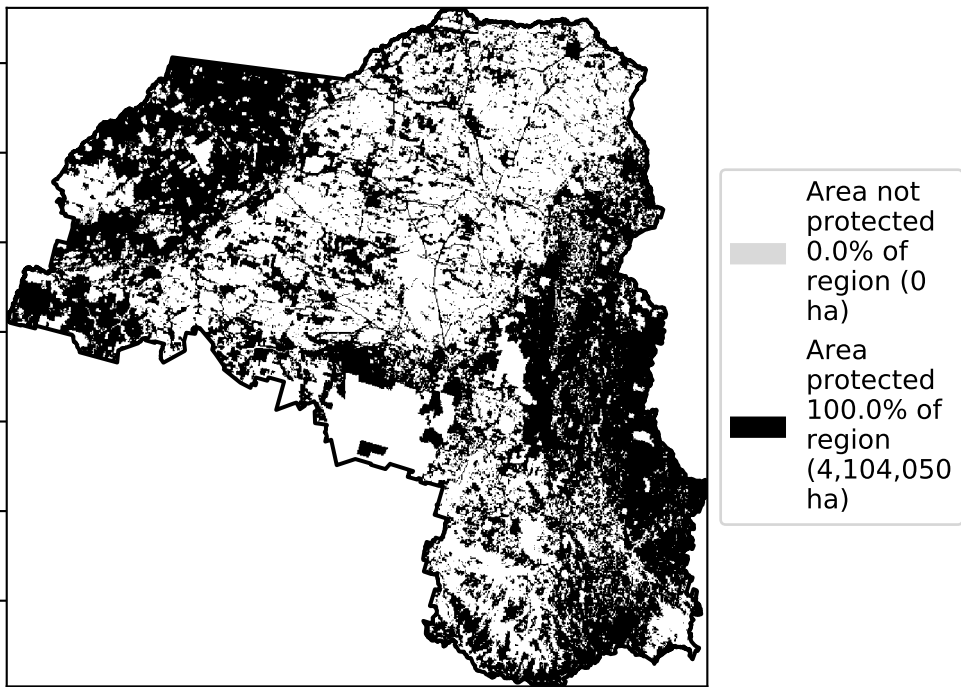 Area not
protected
0.0% of
region (0
ha)
Area
protected
100.0% of
region
(4,104,050
ha)